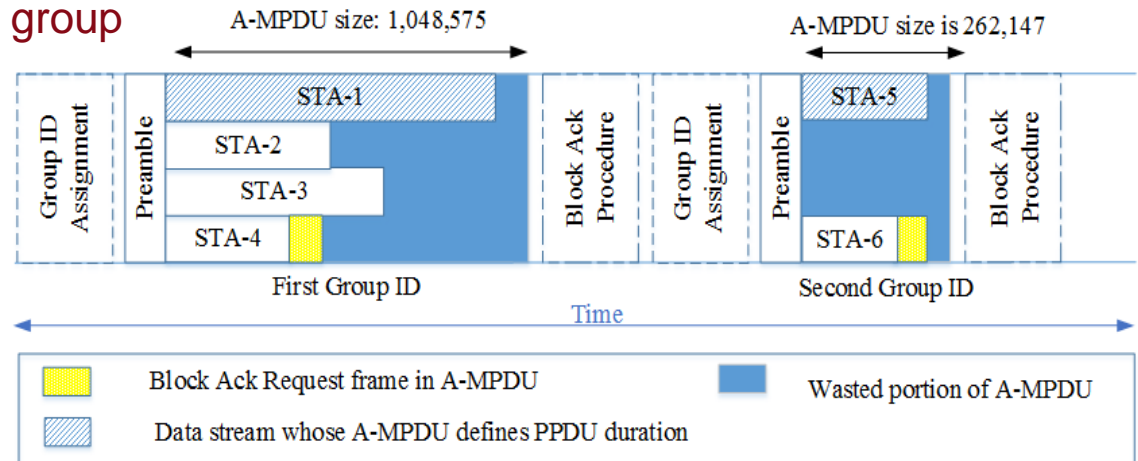 group
A-MPDU size: 1,048,575
A-MPDU size is 262,147
Group ID
Assignment
Preamble
STA-1
STA-2
STA-3
STA-4
Block Ack
Procedure
Group ID
Assignment
Preamble
STA-5
STA-6
Block Ack
Procedure
First Group ID
Second Group ID
Time
Block Ack Request frame in A-MPDU
Wasted portion of A-MPDU
Data stream whose A-MPDU defines PPDU duration